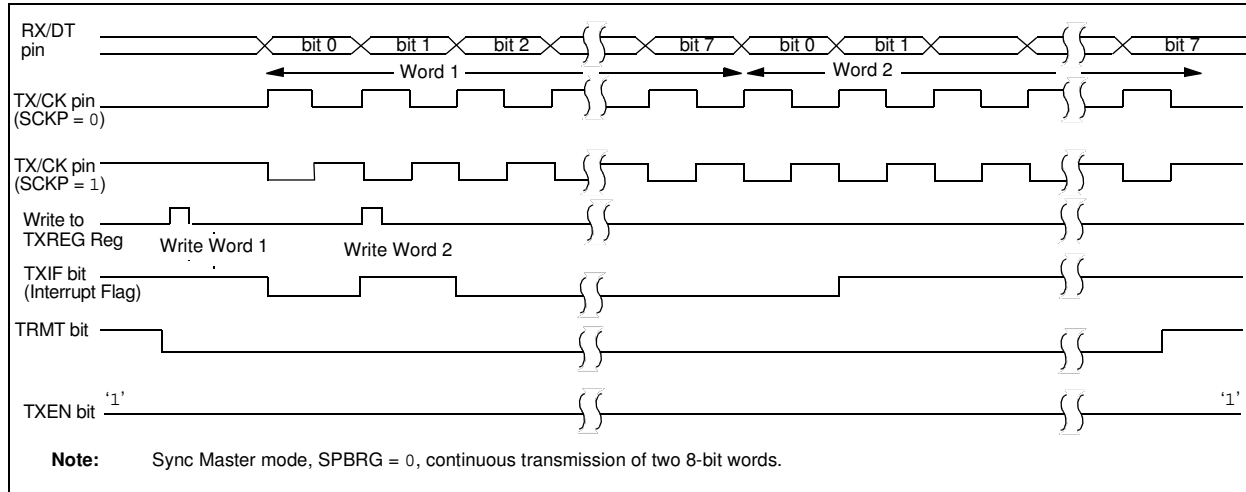 RX/DT
pin
bit 0 bit 1 bit 2 bit 7 bit 0 bit 1 bit 7
Word 1 Word 2
TX/CK pin
(SCKP = 0)
TX/CK pin
(SCKP = 1)
Write to
TXREG Reg
Write Word 1 Write Word 2
TXIF bit
(Interrupt Flag)
TRMT bit
TXEN bit ‘1’ ‘1’
Note: Sync Master mode, SPBRG = 0, continuous transmission of two 8-bit words.